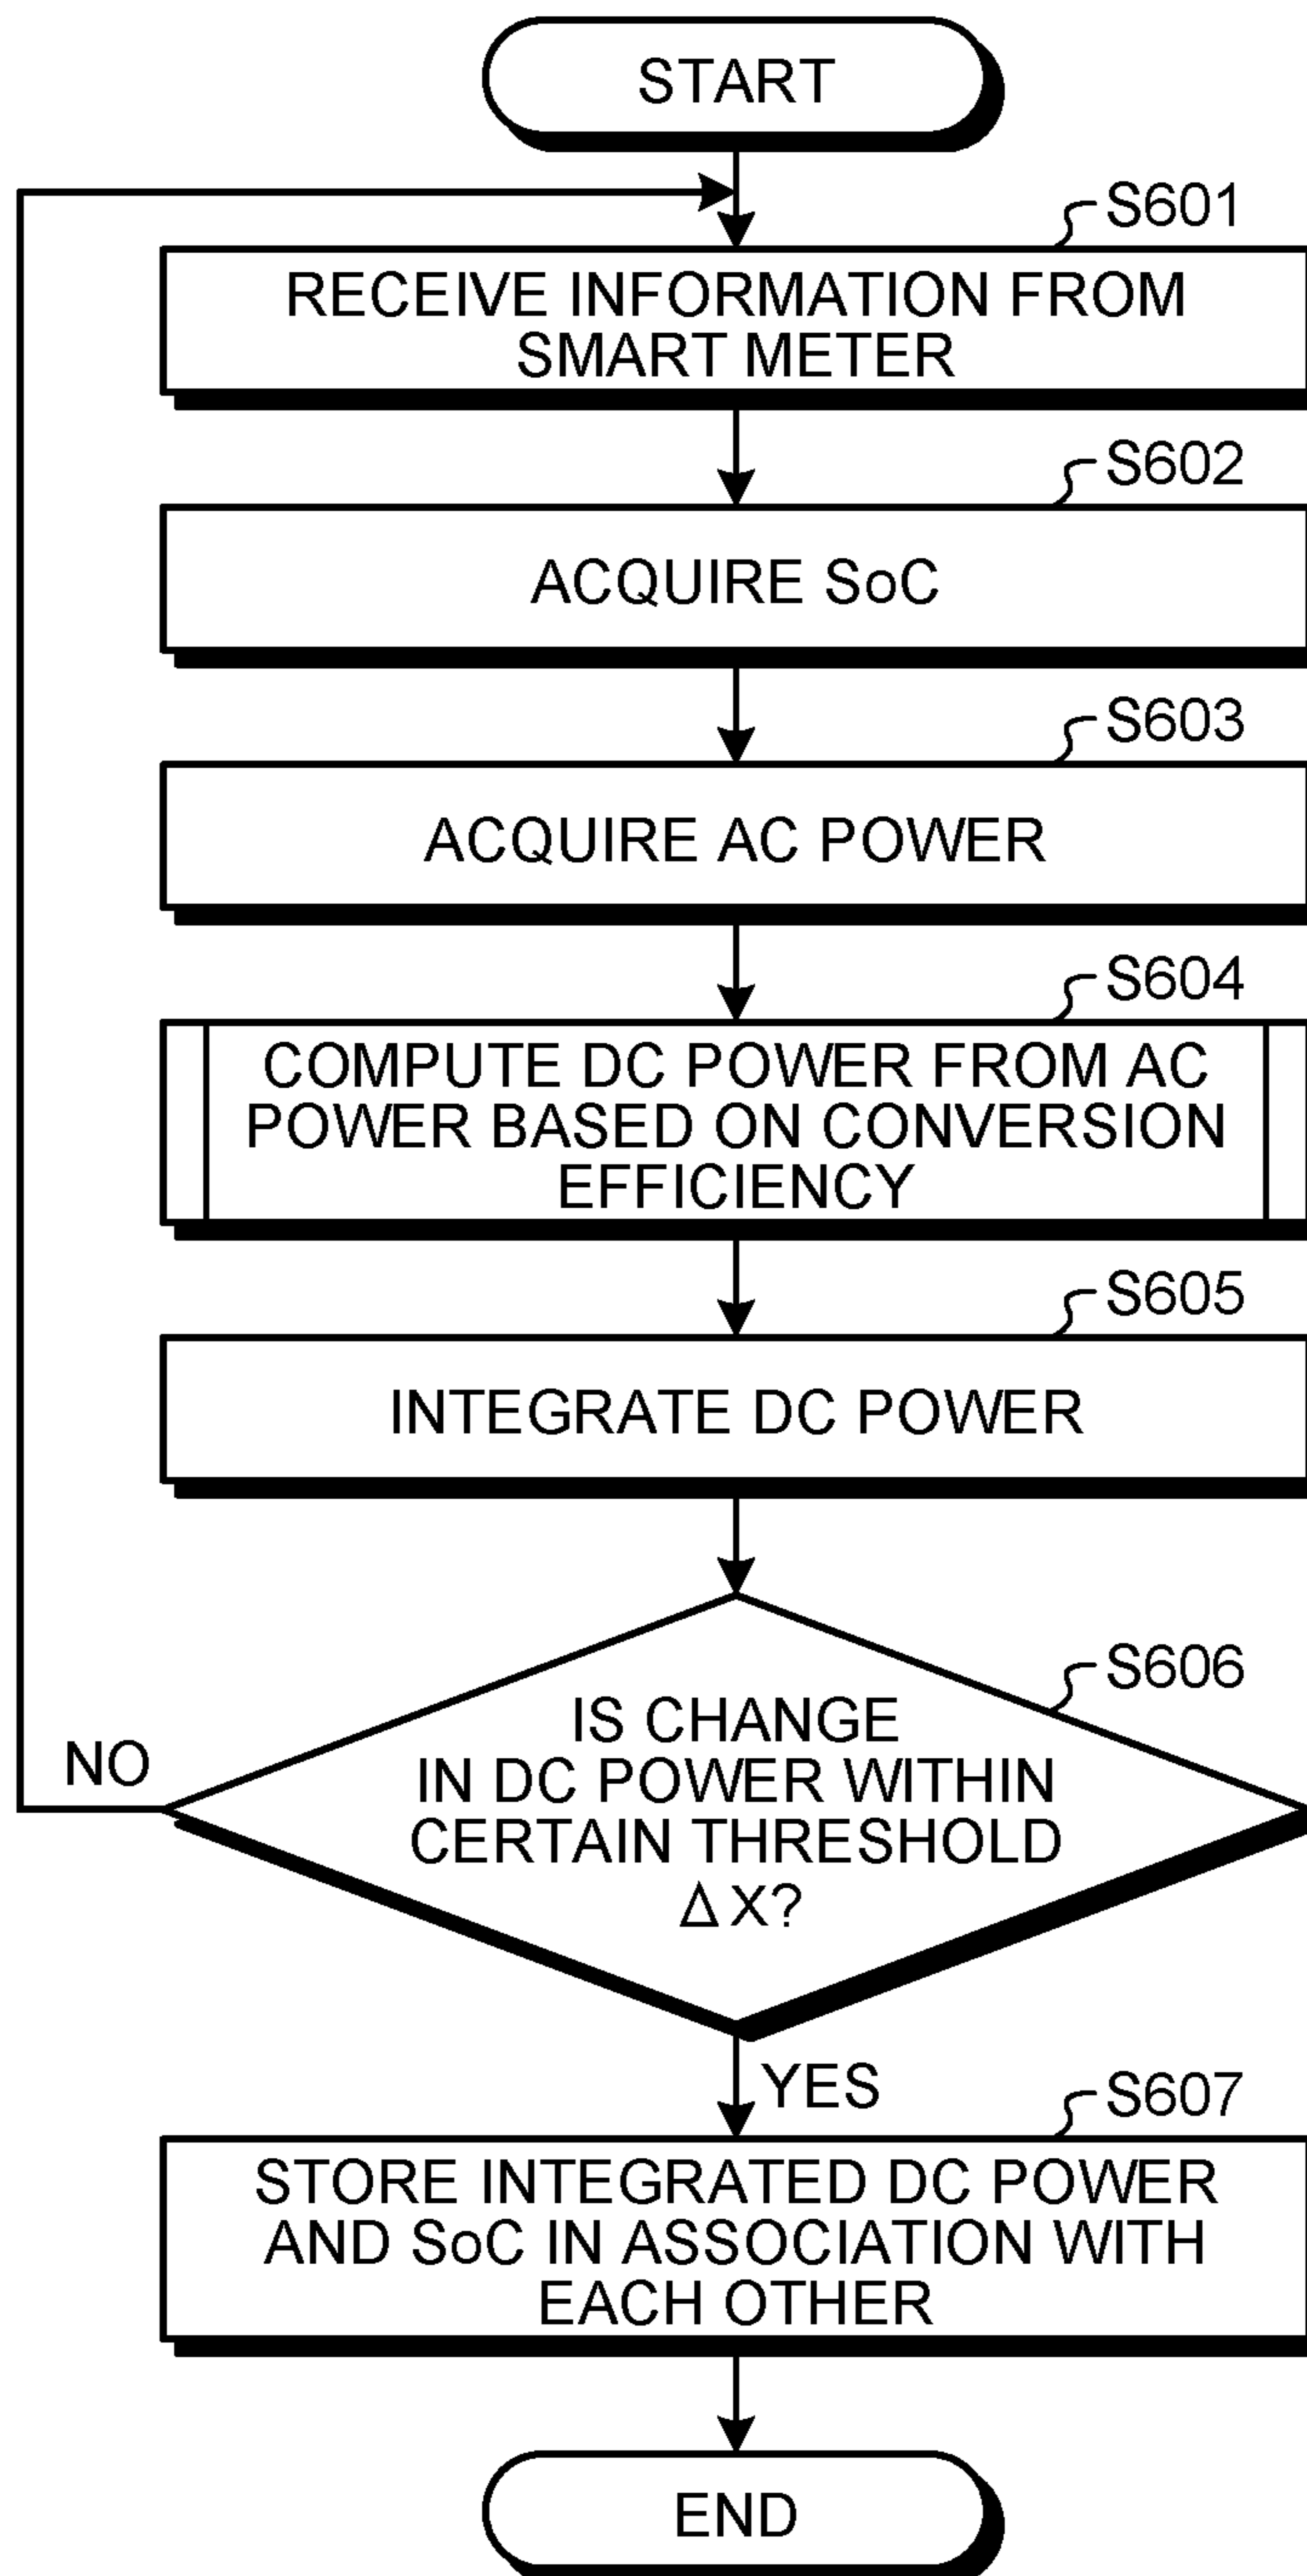 START
S601
RECEIVE INFORMATION FROM
SMART METER
S602
ACQUIRE SoC
S603
ACQUIRE AC POWER
S604
COMPUTE DC POWER FROM AC
POWER BASED ON CONVERSION
EFFICIENCY
S605
INTEGRATE DC POWER
S606
IS CHANGE
IN DC POWER WITHIN
CERTAIN THRESHOLD
Δ X?
NO
YES
S607
STORE INTEGRATED DC POWER
AND SoC IN ASSOCIATION WITH
EACH OTHER
END